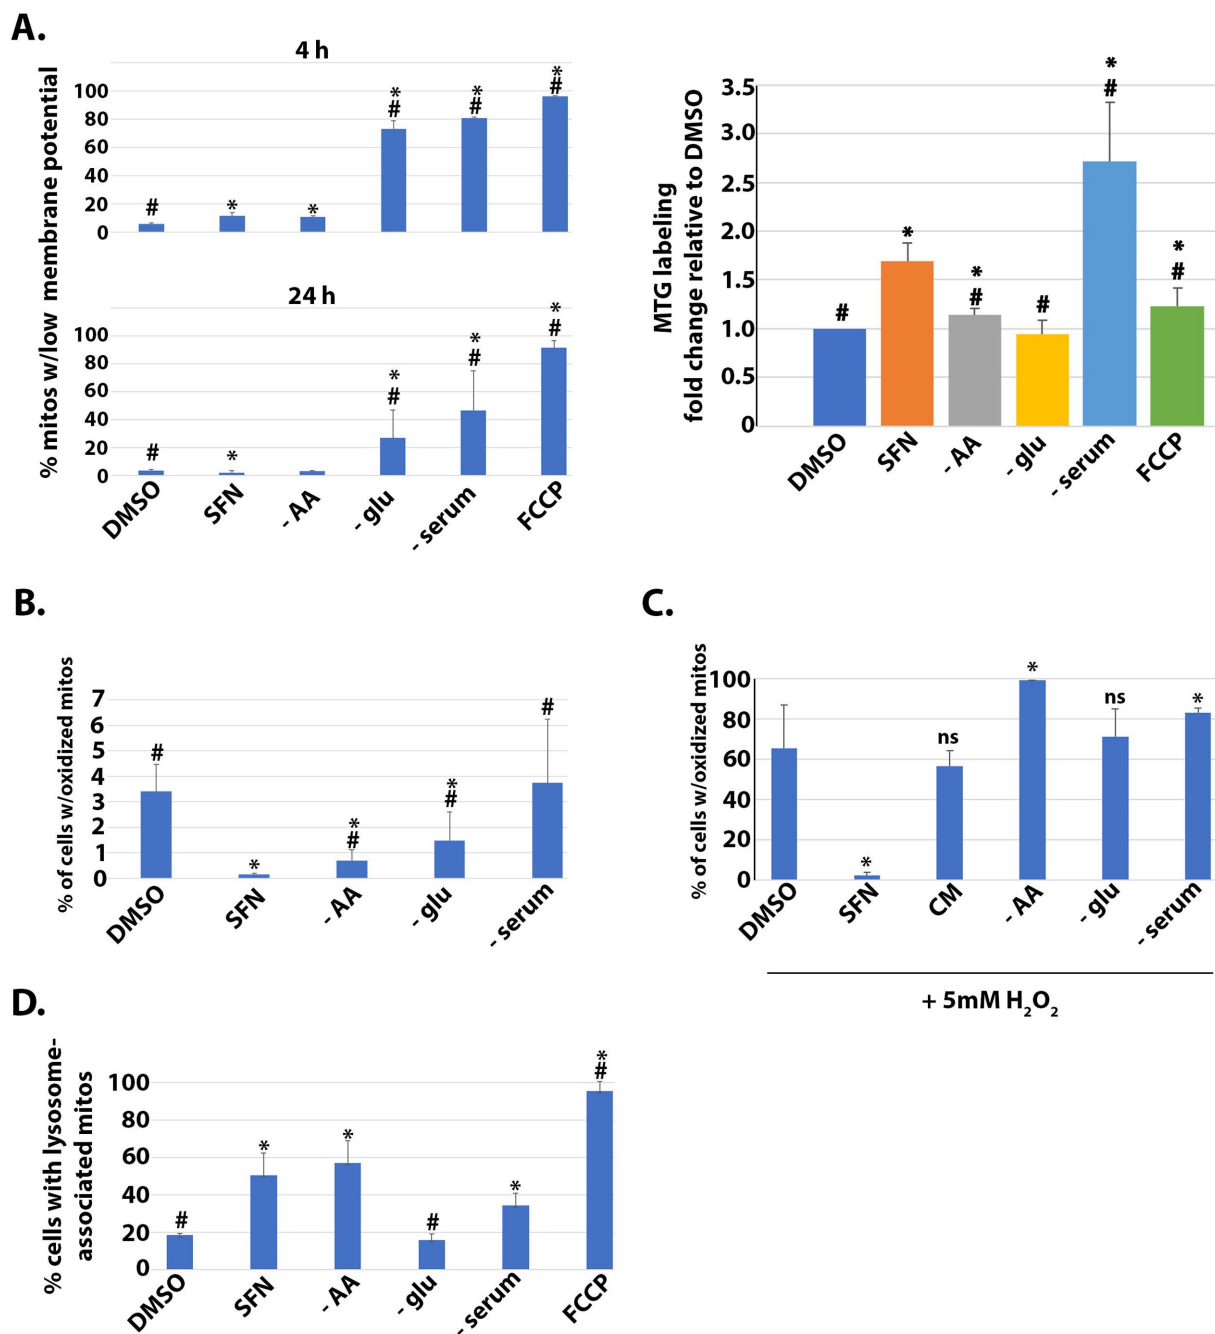 A.
4 h
% mitos w/low membrane potential
100
80
60
40
20
0
# * * * # * # * #
24 h
100
80
60
40
20
0
# * * # * # * #
DMSO SFN - AA - glu - serum FCCP
MTG labeling
fold change relative to DMSO
3.5
3.0
2.5
2.0
1.5
1.0
0.5
0
# * * # # * # * #
DMSO SFN - AA - glu - serum FCCP
B.
% of cells w/oxidized mitos
7
6
5
4
3
2
1
0
# * * # * # #
DMSO SFN - AA - glu - serum
C.
% of cells w/oxidized mitos
100
80
60
40
20
0
* ns * ns *
DMSO SFN CM - AA - glu - serum
+ 5mM H₂O₂
D.
% cells with lysosome-
associated mitos
100
80
60
40
20
0
# * * # * * #
DMSO SFN - AA - glu - serum FCCP